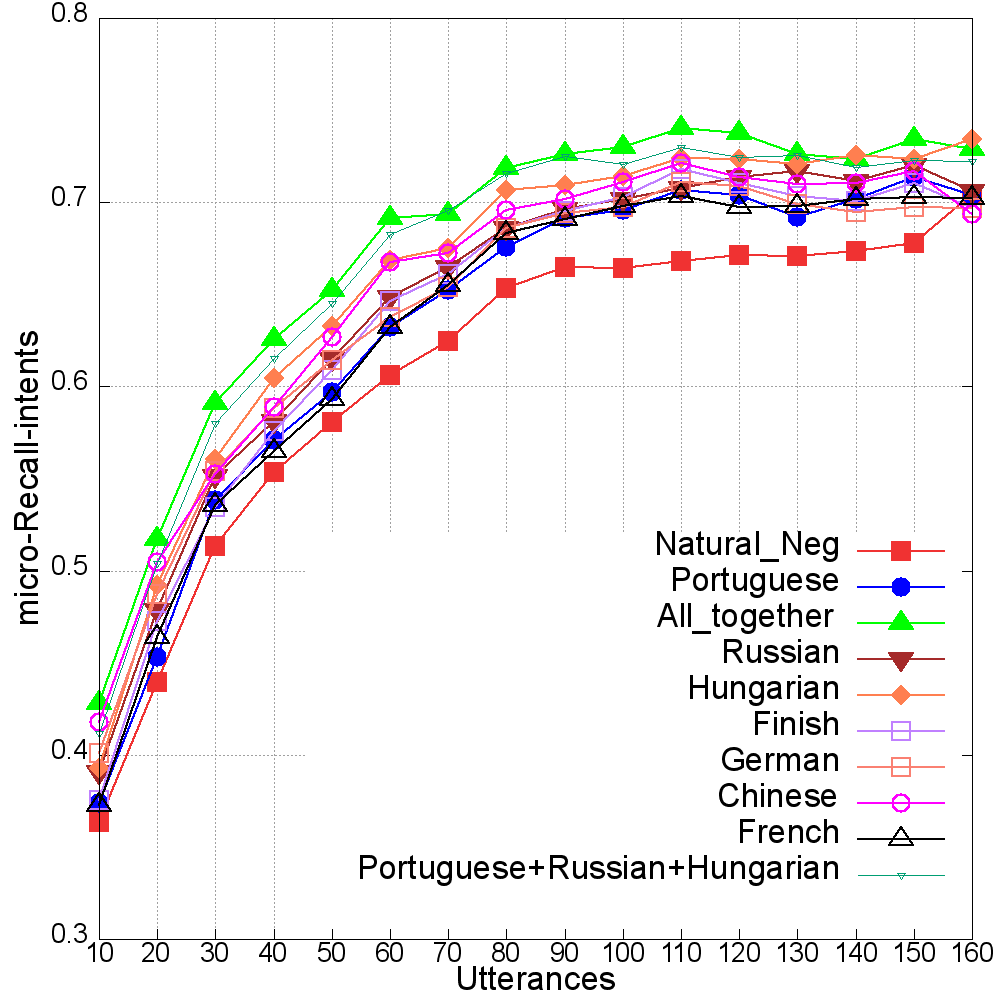 0.8
0.7
0.6
0.5
0.4
0.3
micro-Recall-intents
Natural_Neg
Portuguese
All_together
Russian
Hungarian
Finish
German
Chinese
French
Portuguese+Russian+Hungarian
10 20 30 40 50 60 70 80 90 100 110 120 130 140 150 160
Utterances